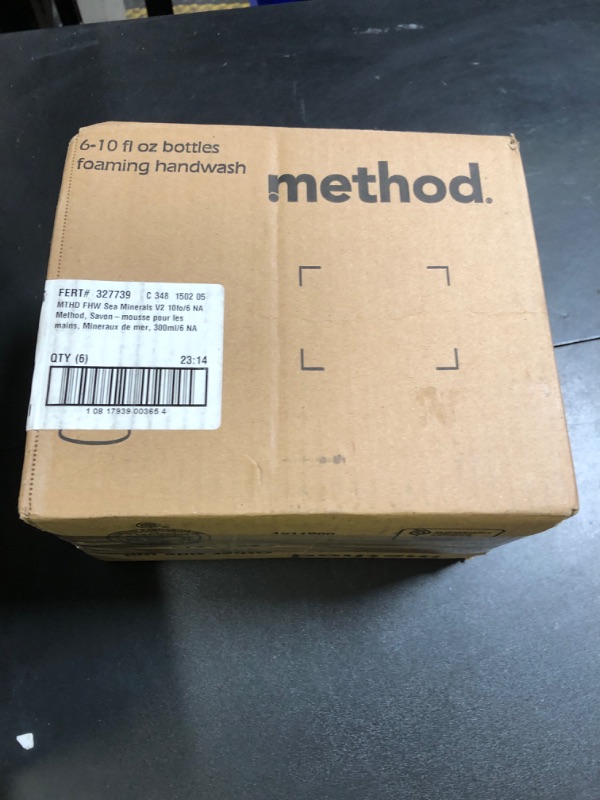 6-10 fl oz bottles
foaming handwash
method.
FERT# 327739 C 348 1502 05
MTHD FHW Sea Minerals V2 10fo/6 NA
Method, Savon - mousse pour les
mains, Mineraux de mer, 300ml/6 NA
QTY (6) 23:14
1 08 17939 00365 4